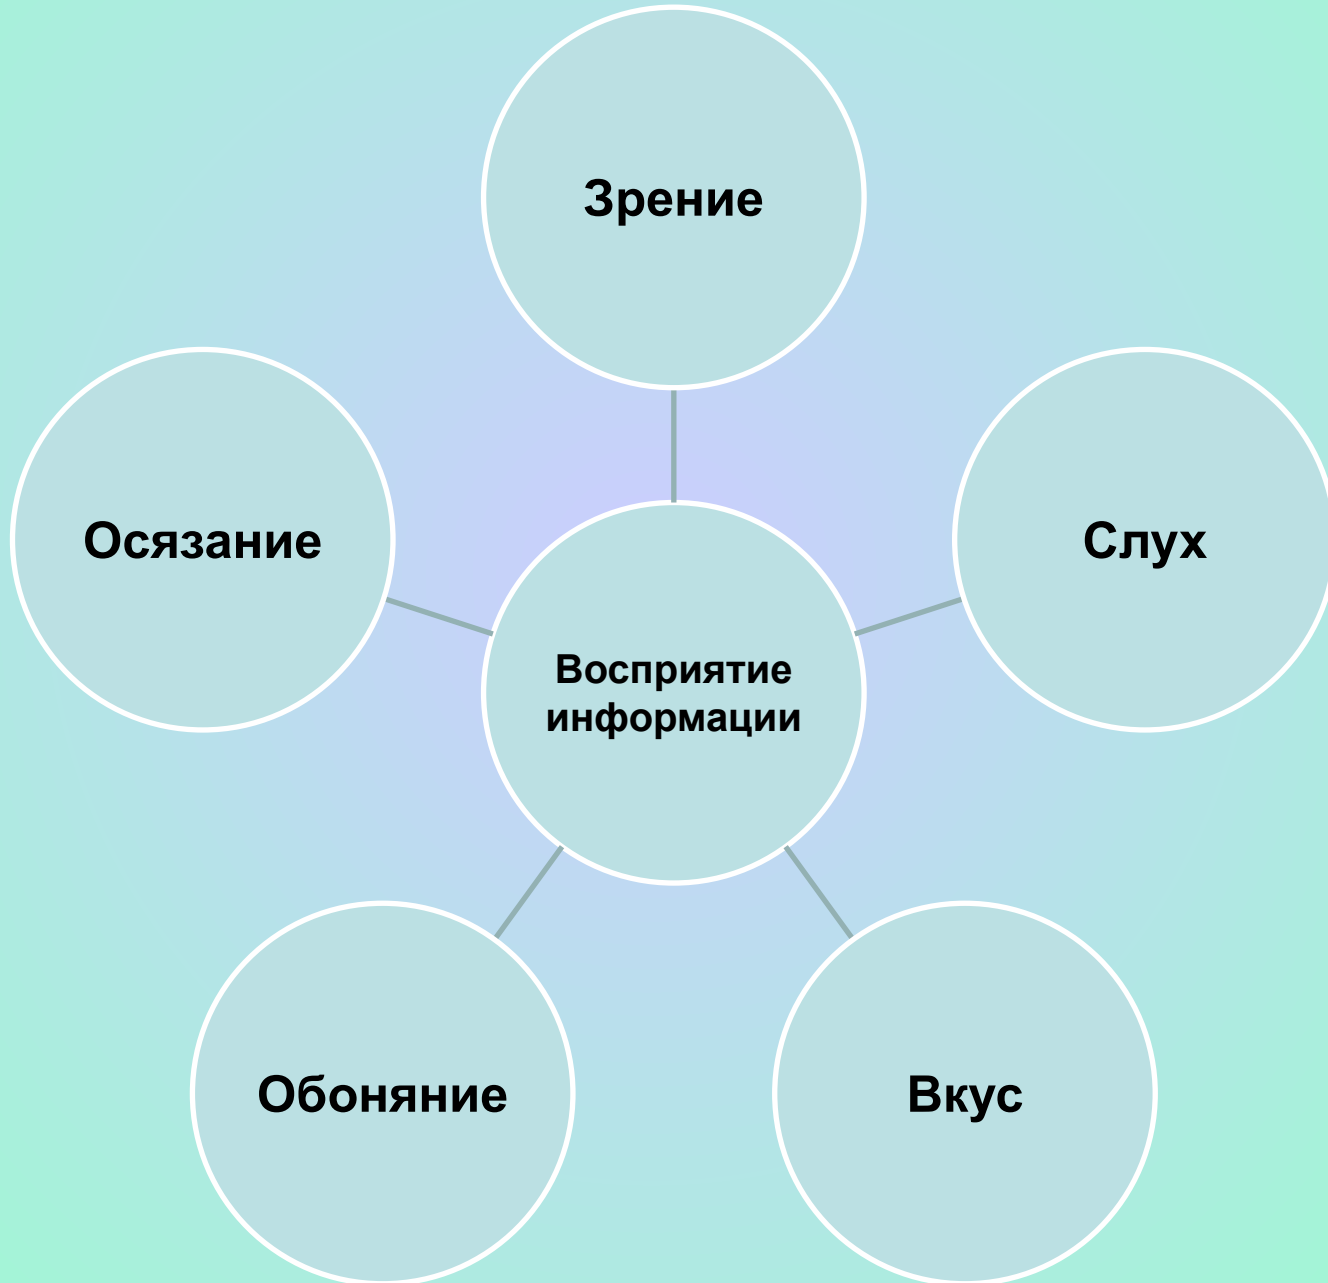 Зрение
Осязание
Слух
Восприятие
информации
Обоняние
Вкус